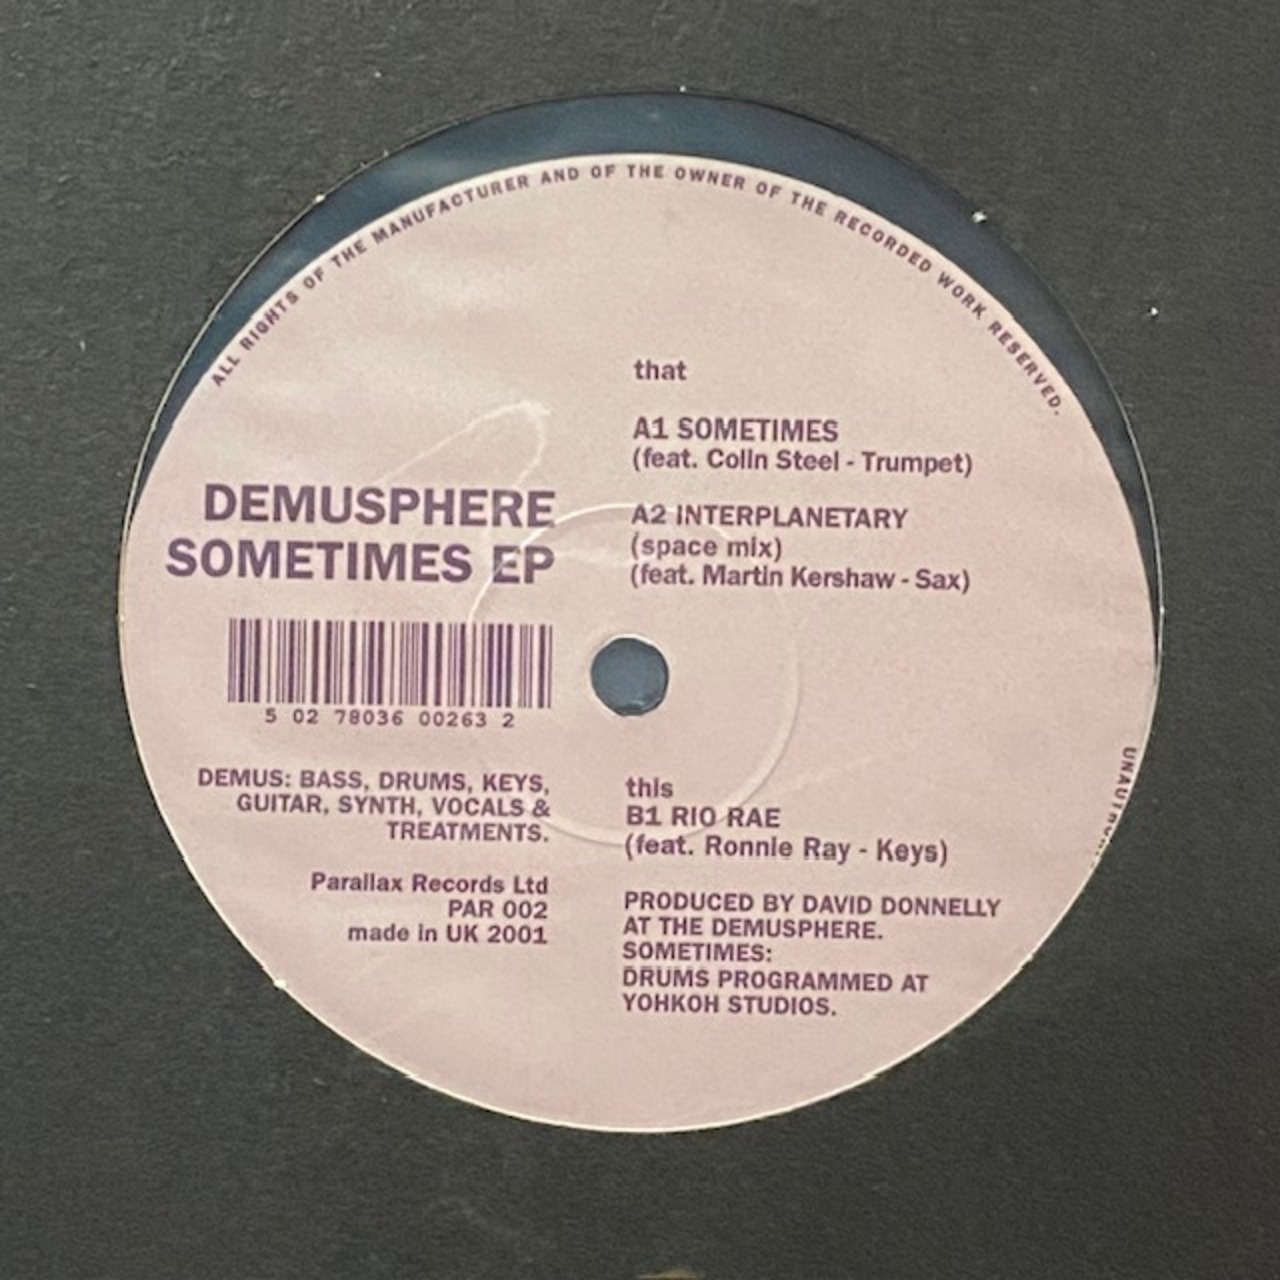 ALL RIGHTS OF THE MANUFACTURER AND OF THE OWNER OF THE RECORDED WORK RESERVED.
DEMUSPHERE
SOMETIMES EP
5 02 78036 00263 2
DEMUS: BASS, DRUMS, KEYS,
GUITAR, SYNTH, VOCALS &
TREATMENTS.
Parallax Records Ltd
PAR 002
made in UK 2001
that
A1 SOMETIMES
(feat. Colin Steel - Trumpet)
A2 INTERPLANETARY
(space mix)
(feat. Martin Kershaw - Sax)
this
B1 RIO RAE
(feat. Ronnie Ray - Keys)
PRODUCED BY DAVID DONNELLY
AT THE DEMUSPHERE.
SOMETIMES:
DRUMS PROGRAMMED AT
YOHKOH STUDIOS.